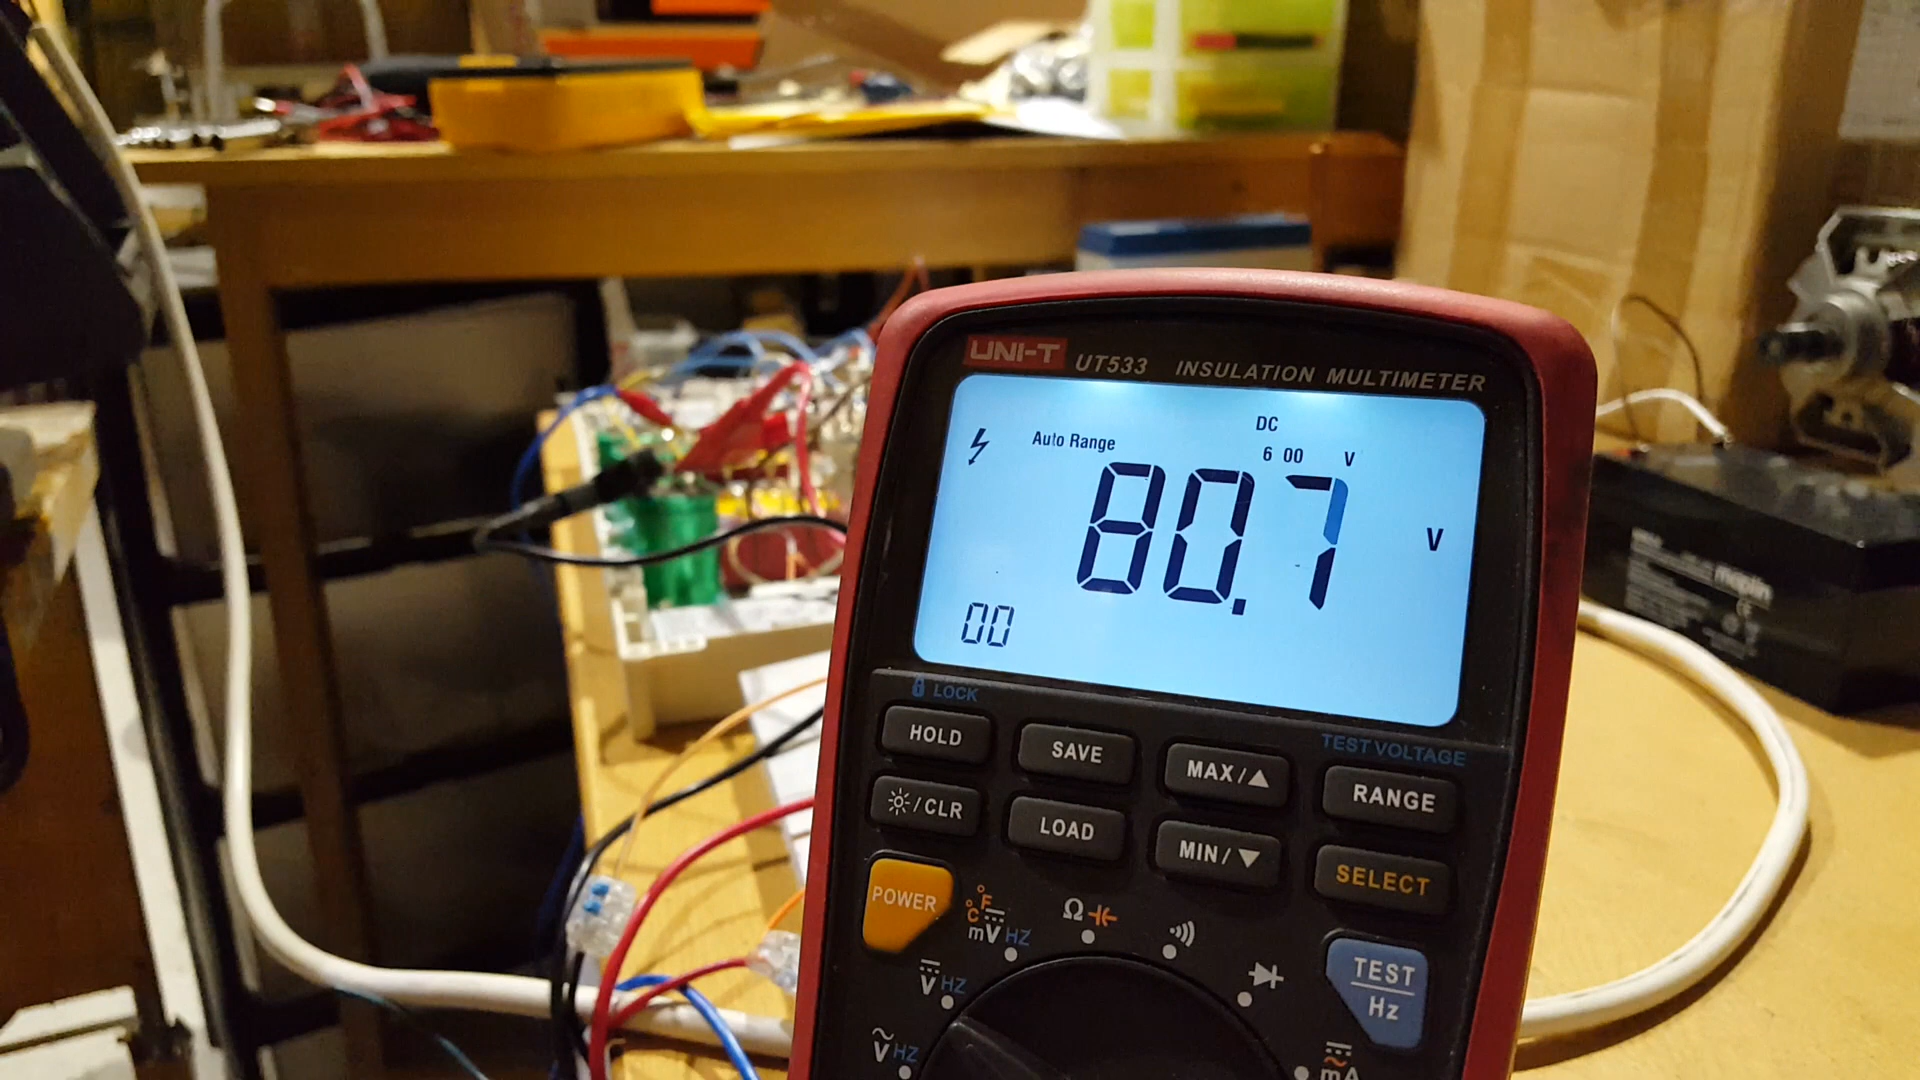 UNI-T UT533 INSULATION MULTIMETER
DC
Auto Range 6 00 V
80.7 V
00
LOCK
HOLD SAVE MAX/▲ TEST VOLTAGE RANGE
/CLR LOAD MIN/▼ SELECT
POWER °F °C mV HZ Ω TEST Hz
V HZ
V HZ
mA
maplin